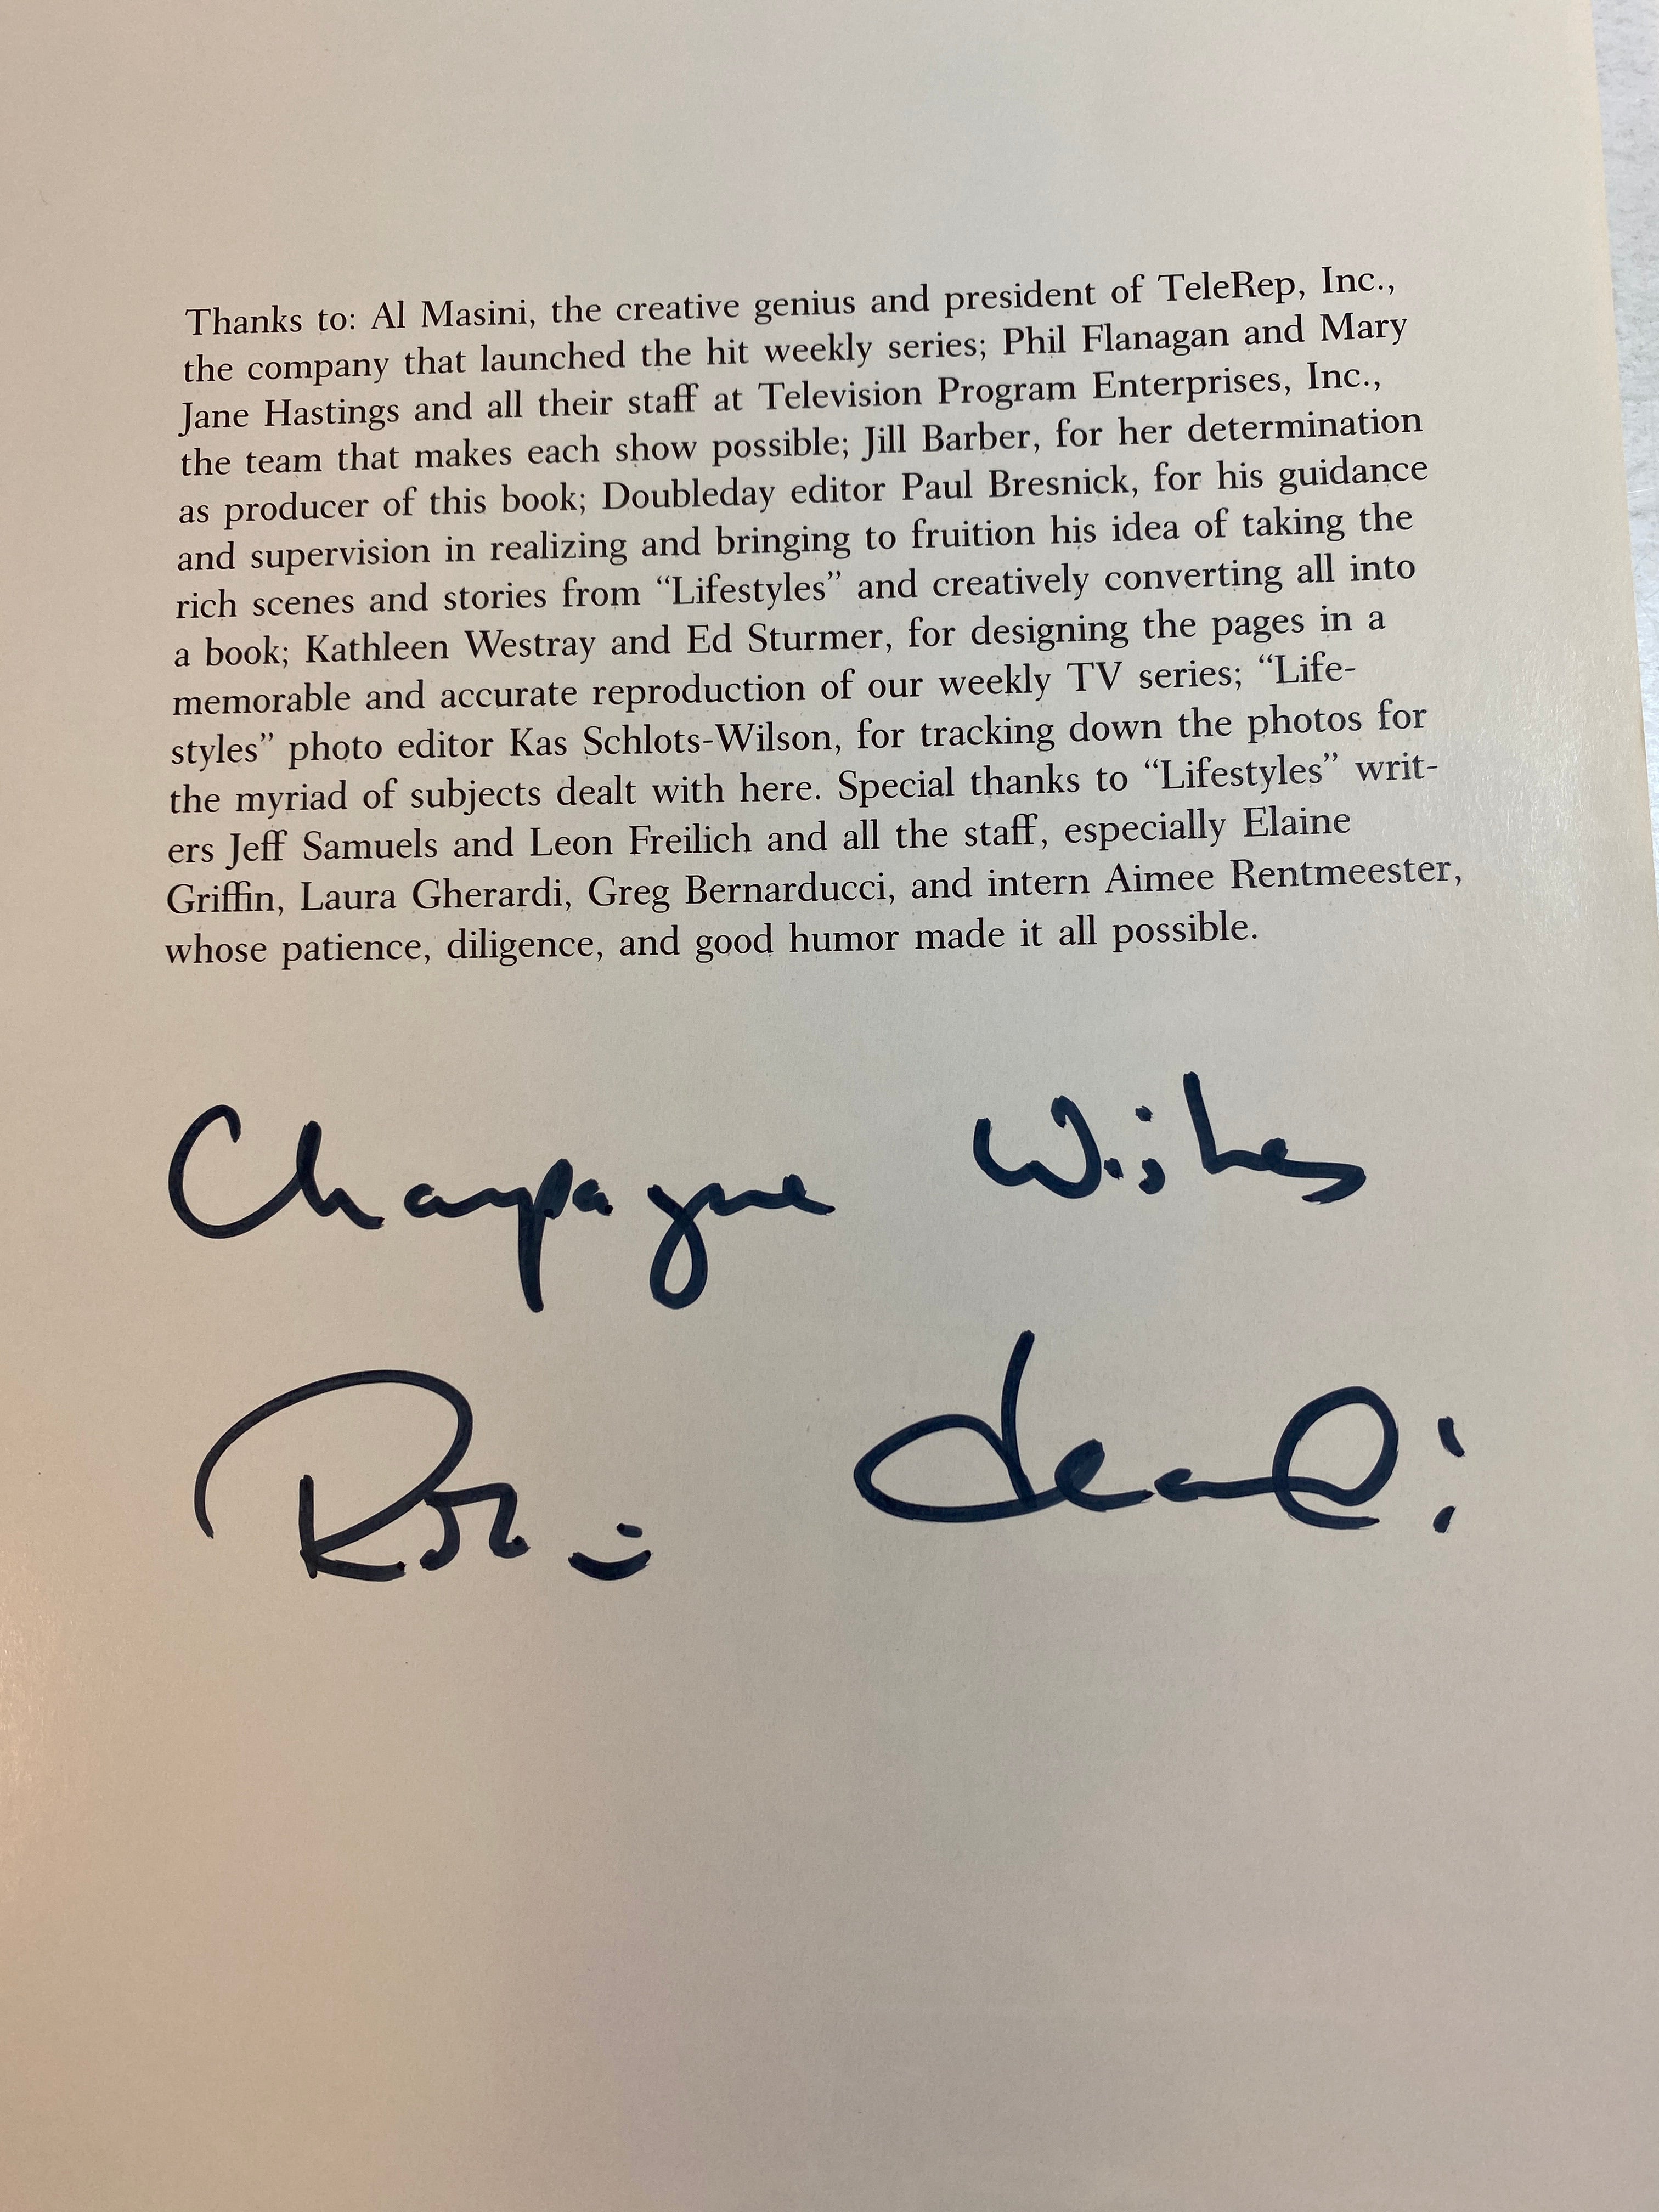 Thanks to: Al Masini, the creative genius and president of TeleRep, Inc.,
the company that launched the hit weekly series; Phil Flanagan and Mary
Jane Hastings and all their staff at Television Program Enterprises, Inc.,
the team that makes each show possible; Jill Barber, for her determination
as producer of this book; Doubleday editor Paul Bresnick, for his guidance
and supervision in realizing and bringing to fruition his idea of taking the
rich scenes and stories from “Lifestyles” and creatively converting all into
a book; Kathleen Westray and Ed Sturmer, for designing the pages in a
memorable and accurate reproduction of our weekly TV series; “Life-
styles” photo editor Kas Schlots-Wilson, for tracking down the photos for
the myriad of subjects dealt with here. Special thanks to “Lifestyles” writ-
ers Jeff Samuels and Leon Freilich and all the staff, especially Elaine
Griffin, Laura Gherardi, Greg Bernarducci, and intern Aimee Rentmeester,
whose patience, diligence, and good humor made it all possible.
Champagne Wishes